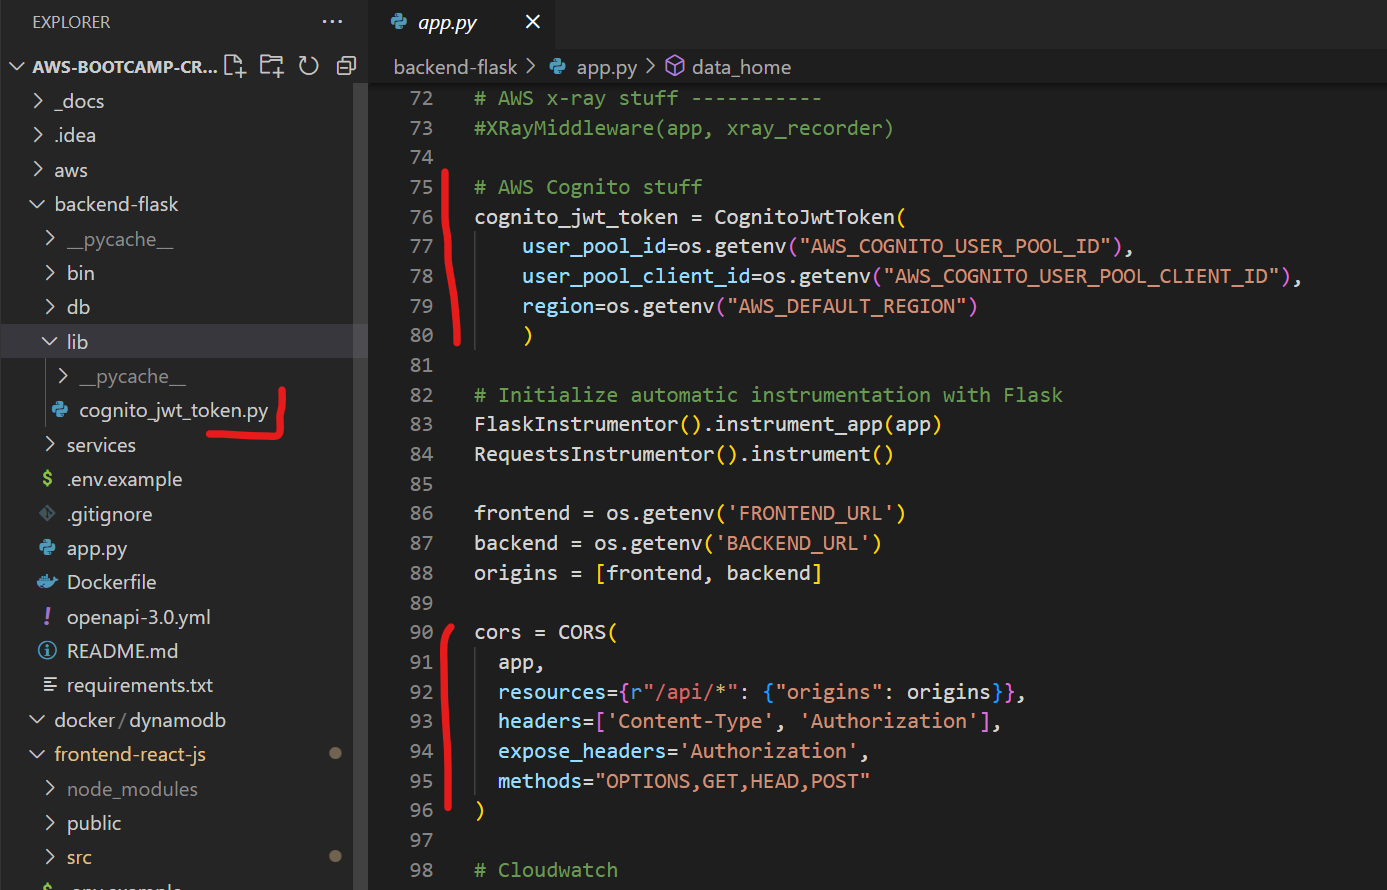 EXPLORER
AWS-BOOTCAMP-CR...
_docs
.idea
aws
backend-flask
__pycache__
bin
db
lib
__pycache__
cognito_jwt_token.py
services
.env.example
.gitignore
app.py
Dockerfile
openapi-3.0.yml
README.md
requirements.txt
docker/dynamodb
frontend-react-js
node_modules
public
src
.env.example
app.py
backend-flask > app.py > data_home
72 # AWS x-ray stuff -----------
73 #XRayMiddleware(app, xray_recorder)
74
75 # AWS Cognito stuff
76 cognito_jwt_token = CognitoJwtToken(
77     user_pool_id=os.getenv("AWS_COGNITO_USER_POOL_ID"),
78     user_pool_client_id=os.getenv("AWS_COGNITO_USER_POOL_CLIENT_ID"),
79     region=os.getenv("AWS_DEFAULT_REGION")
80     )
81
82 # Initialize automatic instrumentation with Flask
83 FlaskInstrumentor().instrument_app(app)
84 RequestsInstrumentor().instrument()
85
86 frontend = os.getenv('FRONTEND_URL')
87 backend = os.getenv('BACKEND_URL')
88 origins = [frontend, backend]
89
90 cors = CORS(
91   app,
92   resources={r"/api/*": {"origins": origins}},
93   headers=['Content-Type', 'Authorization'],
94   expose_headers='Authorization',
95   methods="OPTIONS,GET,HEAD,POST"
96 )
97
98 # Cloudwatch